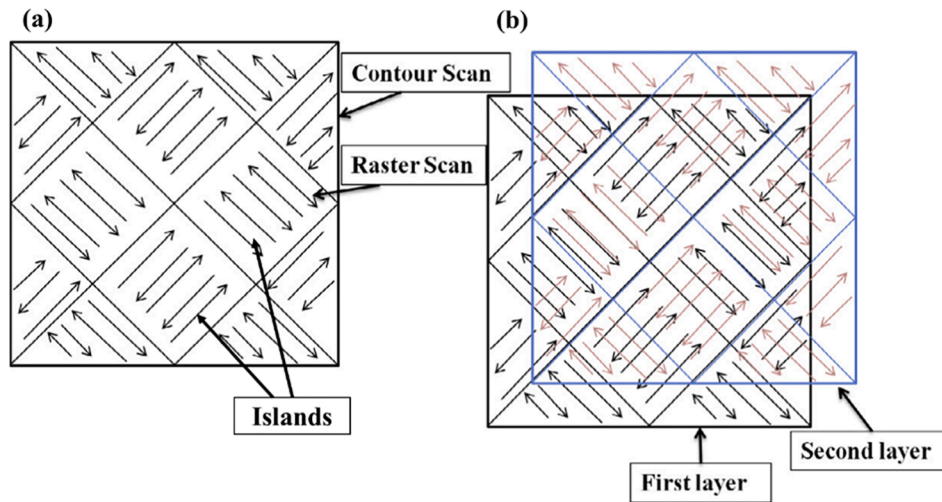 (a)
Contour Scan
Raster Scan
Islands
(b)
Second layer
First layer